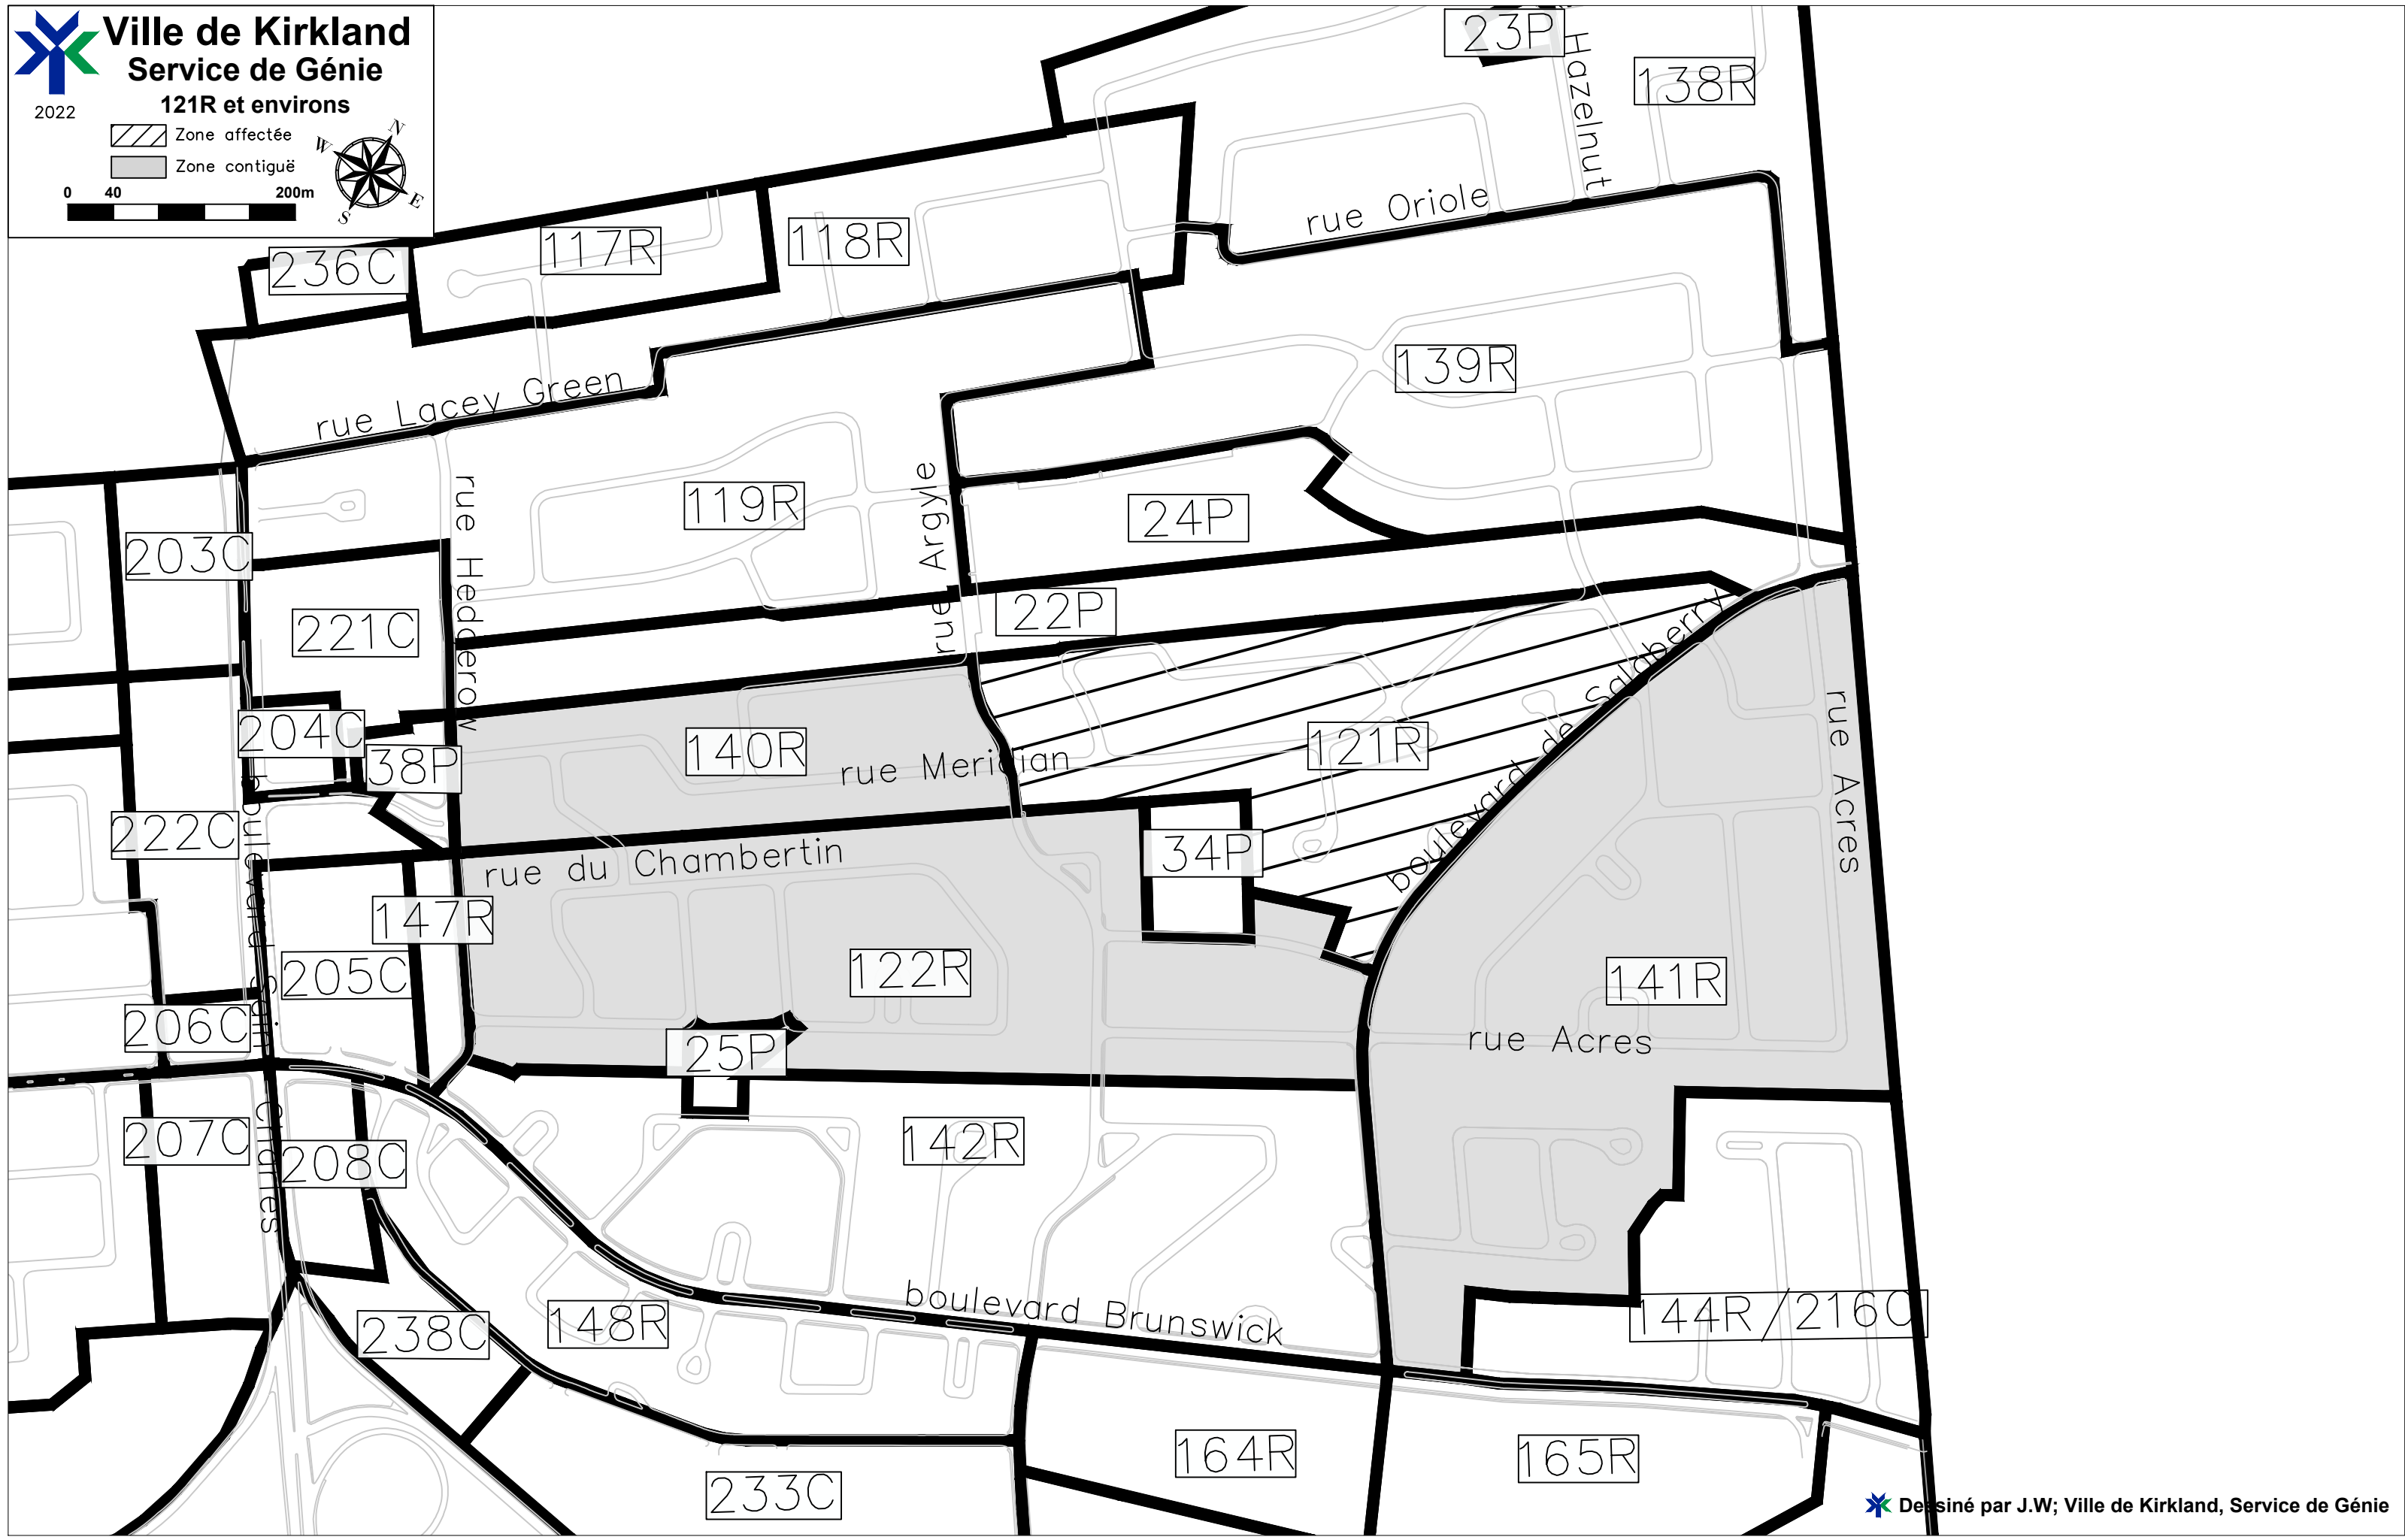 Ville de Kirkland
Service de Génie
2022
121R et environs
Zone affectée
Zone contiguë
0 40 200m
N
W
E
S
23P
Hazelnut
138R
rue Oriole
236C
117R
118R
139R
rue Lacey Green
rue Hedgerow
119R
rue Argyle
24P
203C
221C
22P
204C
38P
140R
rue Meridian
121R
boulevard de Salaberry
rue Acres
222C
boulevard Saint-Charles
rue du Chambertin
34P
147R
205C
122R
141R
206C
25P
rue Acres
207C
208C
142R
238C
148R
boulevard Brunswick
144R/216C
164R
165R
233C
Dessiné par J.W; Ville de Kirkland, Service de Génie